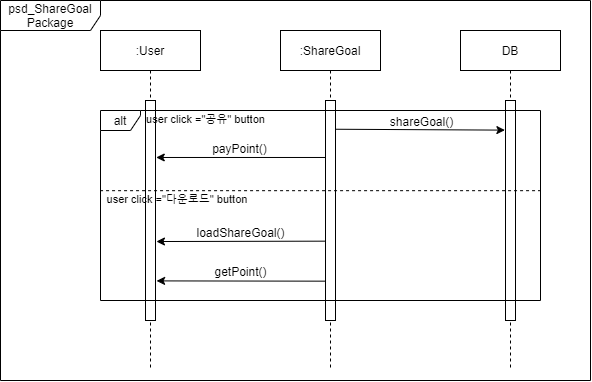 psd_ShareGoal
Package
:User
:ShareGoal
DB
alt
user click ="공유" button
shareGoal()
payPoint()
user click ="다운로드" button
loadShareGoal()
getPoint()